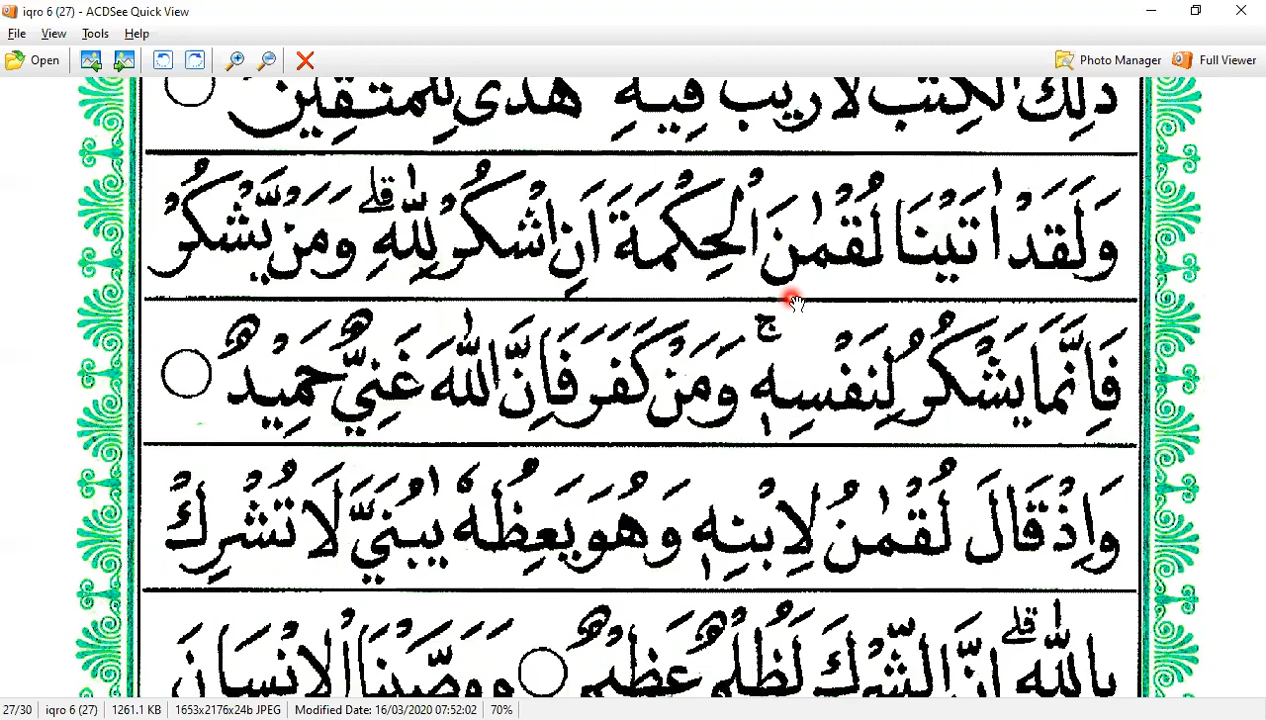 iqro 6 (27) - ACDSee Quick View
File View Tools Help
Open Photo Manager Full Viewer
ذٰلِكَ الْكِتٰبُ لَا رَيْبَ فِيْهِ هُدًى لِّلْمُتَّقِيْنَ
وَلَقَدْ اٰتَيْنَا لُقْمٰنَ الْحِكْمَةَ اَنِ اشْكُرْ لِلّٰهِ ۗ وَمَنْ يَّشْكُرْ
فَاِنَّمَا يَشْكُرُ لِنَفْسِهٖ ۚ وَمَنْ كَفَرَ فَاِنَّ اللّٰهَ غَنِيٌّ حَمِيْدٌ
وَاِذْ قَالَ لُقْمٰنُ لِابْنِهٖ وَهُوَ يَعِظُهٗ يٰبُنَيَّ لَا تُشْرِكْ
بِاللّٰهِ ۗ اِنَّ الشِّرْكَ لَظُلْمٌ عَظِيْمٌ وَوَصَّيْنَا الْاِنْسَانَ
27/30 iqro 6 (27) 1261.1 KB 1653x2176x24b JPEG Modified Date: 16/03/2020 07:52:02 70%